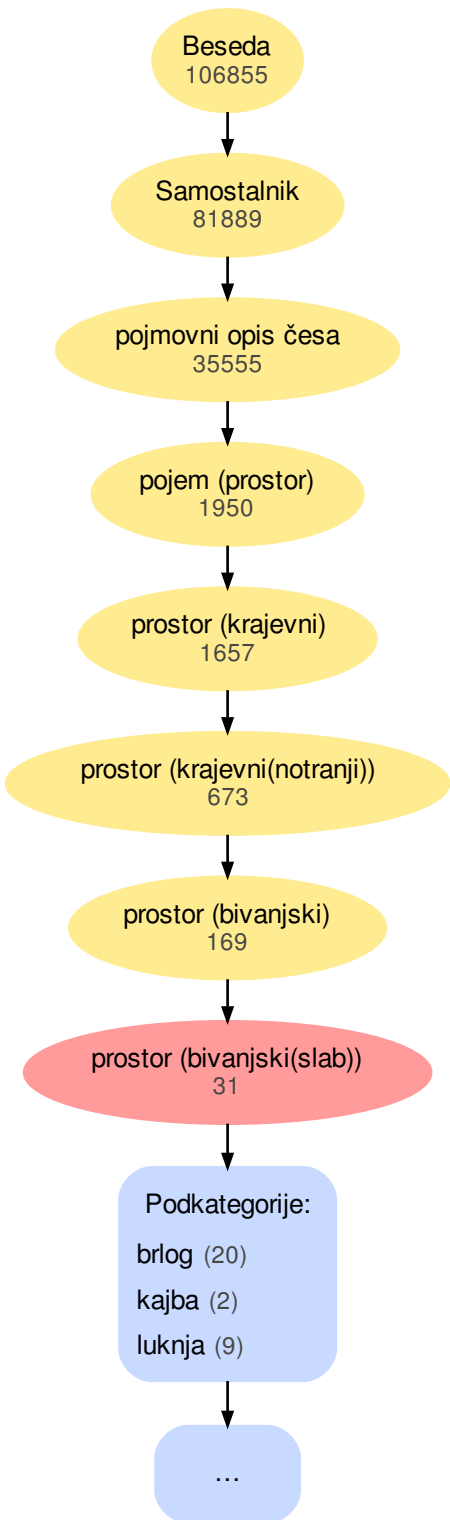 Beseda
106855
Samostalnik
81889
pojmovni opis česa
35555
pojem (prostor)
1950
prostor (krajevni)
1657
prostor (krajevni(notranji))
673
prostor (bivanjski)
169
prostor (bivanjski(slab))
31
Podkategorije:
brlog (20)
kajba (2)
luknja (9)
...